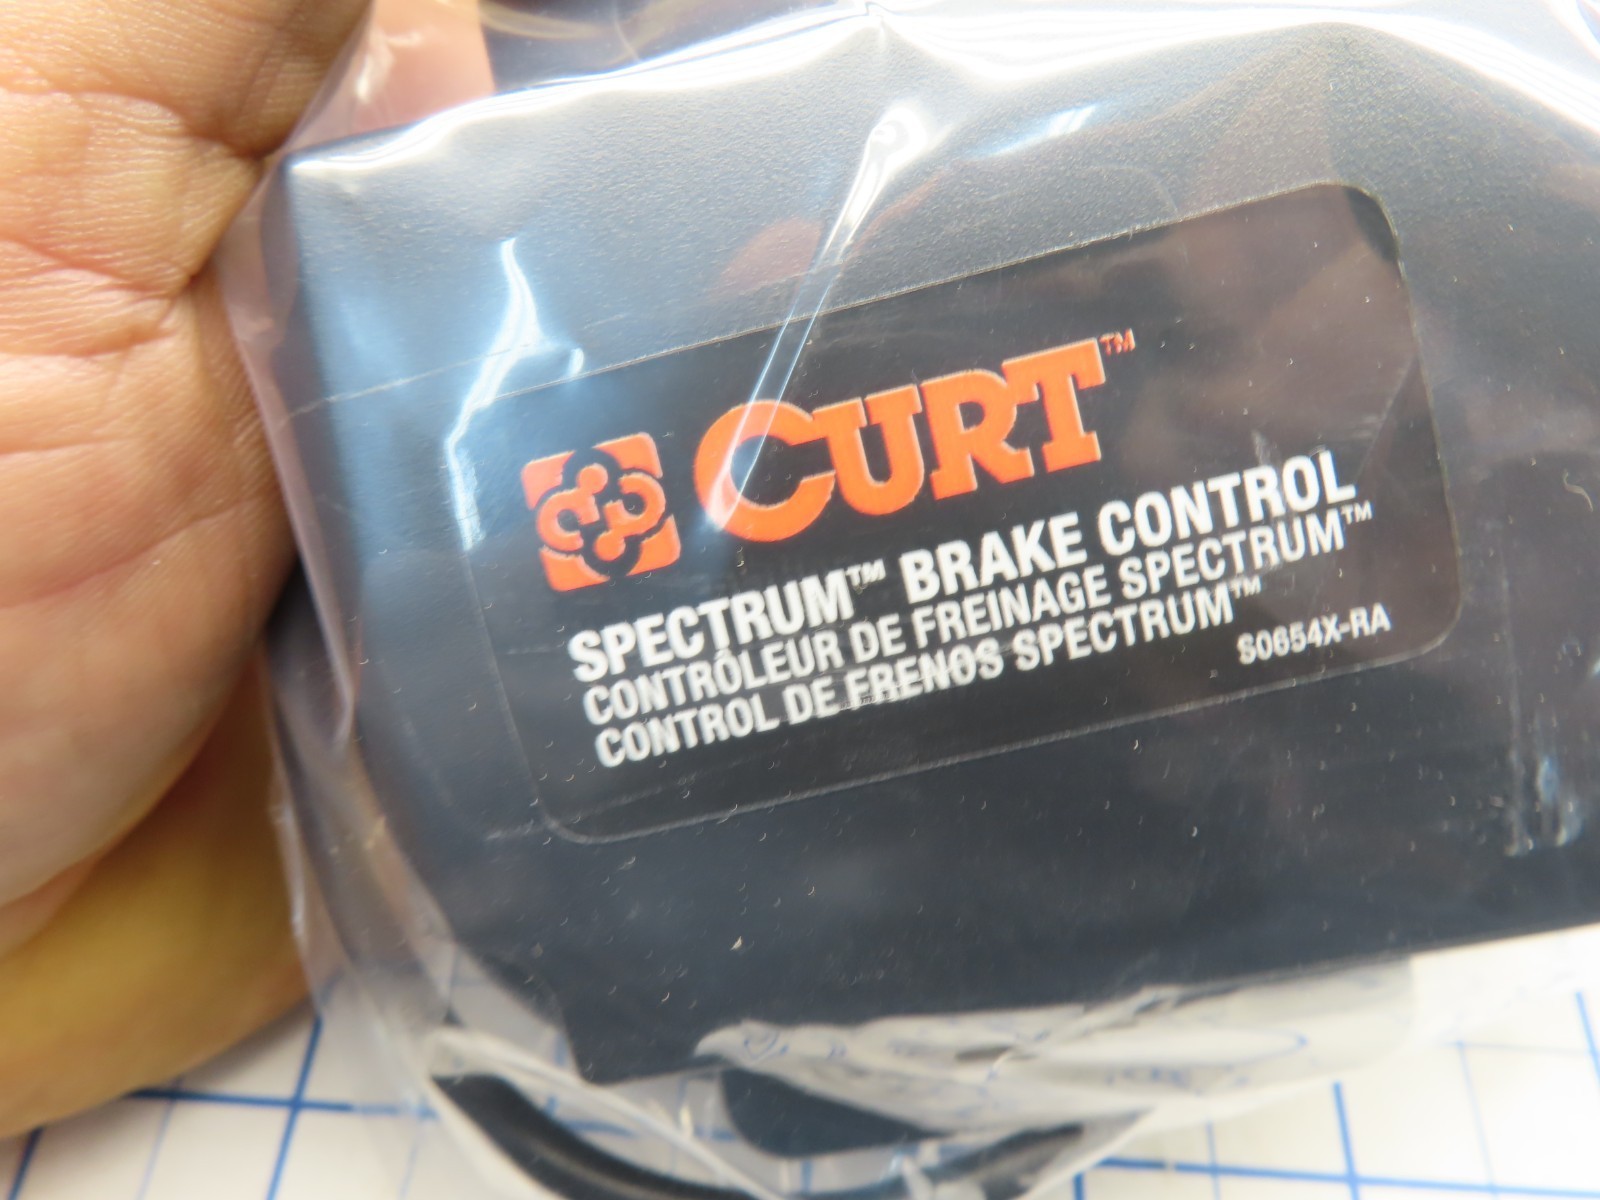 CURT™
SPECTRUM™ BRAKE CONTROL
CONTRÔLEUR DE FREINAGE SPECTRUM™
CONTROL DE FRENOS SPECTRUM™
S0654X-RA